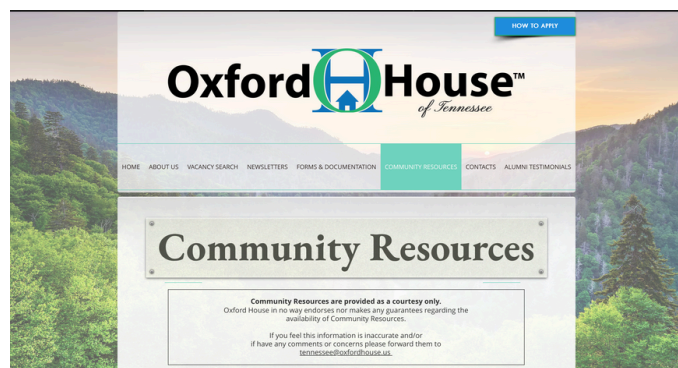 HOW TO APPLY
Oxford House™
of Tennessee
HOME ABOUT US VACANCY SEARCH NEWSLETTERS FORMS & DOCUMENTATION COMMUNITY RESOURCES CONTACTS ALUMNI TESTIMONIALS
Community Resources
Community Resources are provided as a courtesy only.
Oxford House in no way endorses nor makes any guarantees regarding the
availability of Community Resources.
If you feel this information is inaccurate and/or
if have any comments or concerns please forward them to
tennessee@oxfordhouse.us